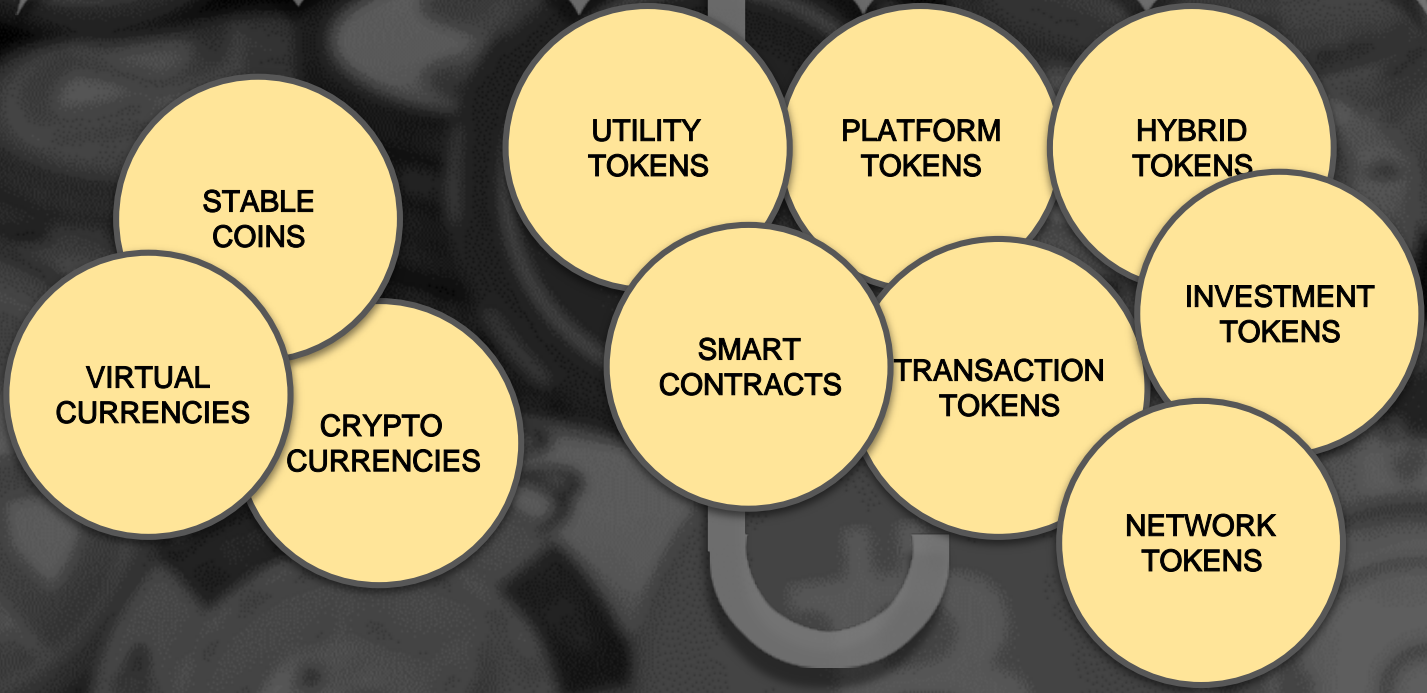 STABLE
COINS
VIRTUAL
CURRENCIES
CRYPTO
CURRENCIES
UTILITY
TOKENS
PLATFORM
TOKENS
HYBRID
TOKENS
SMART
CONTRACTS
TRANSACTION
TOKENS
INVESTMENT
TOKENS
NETWORK
TOKENS